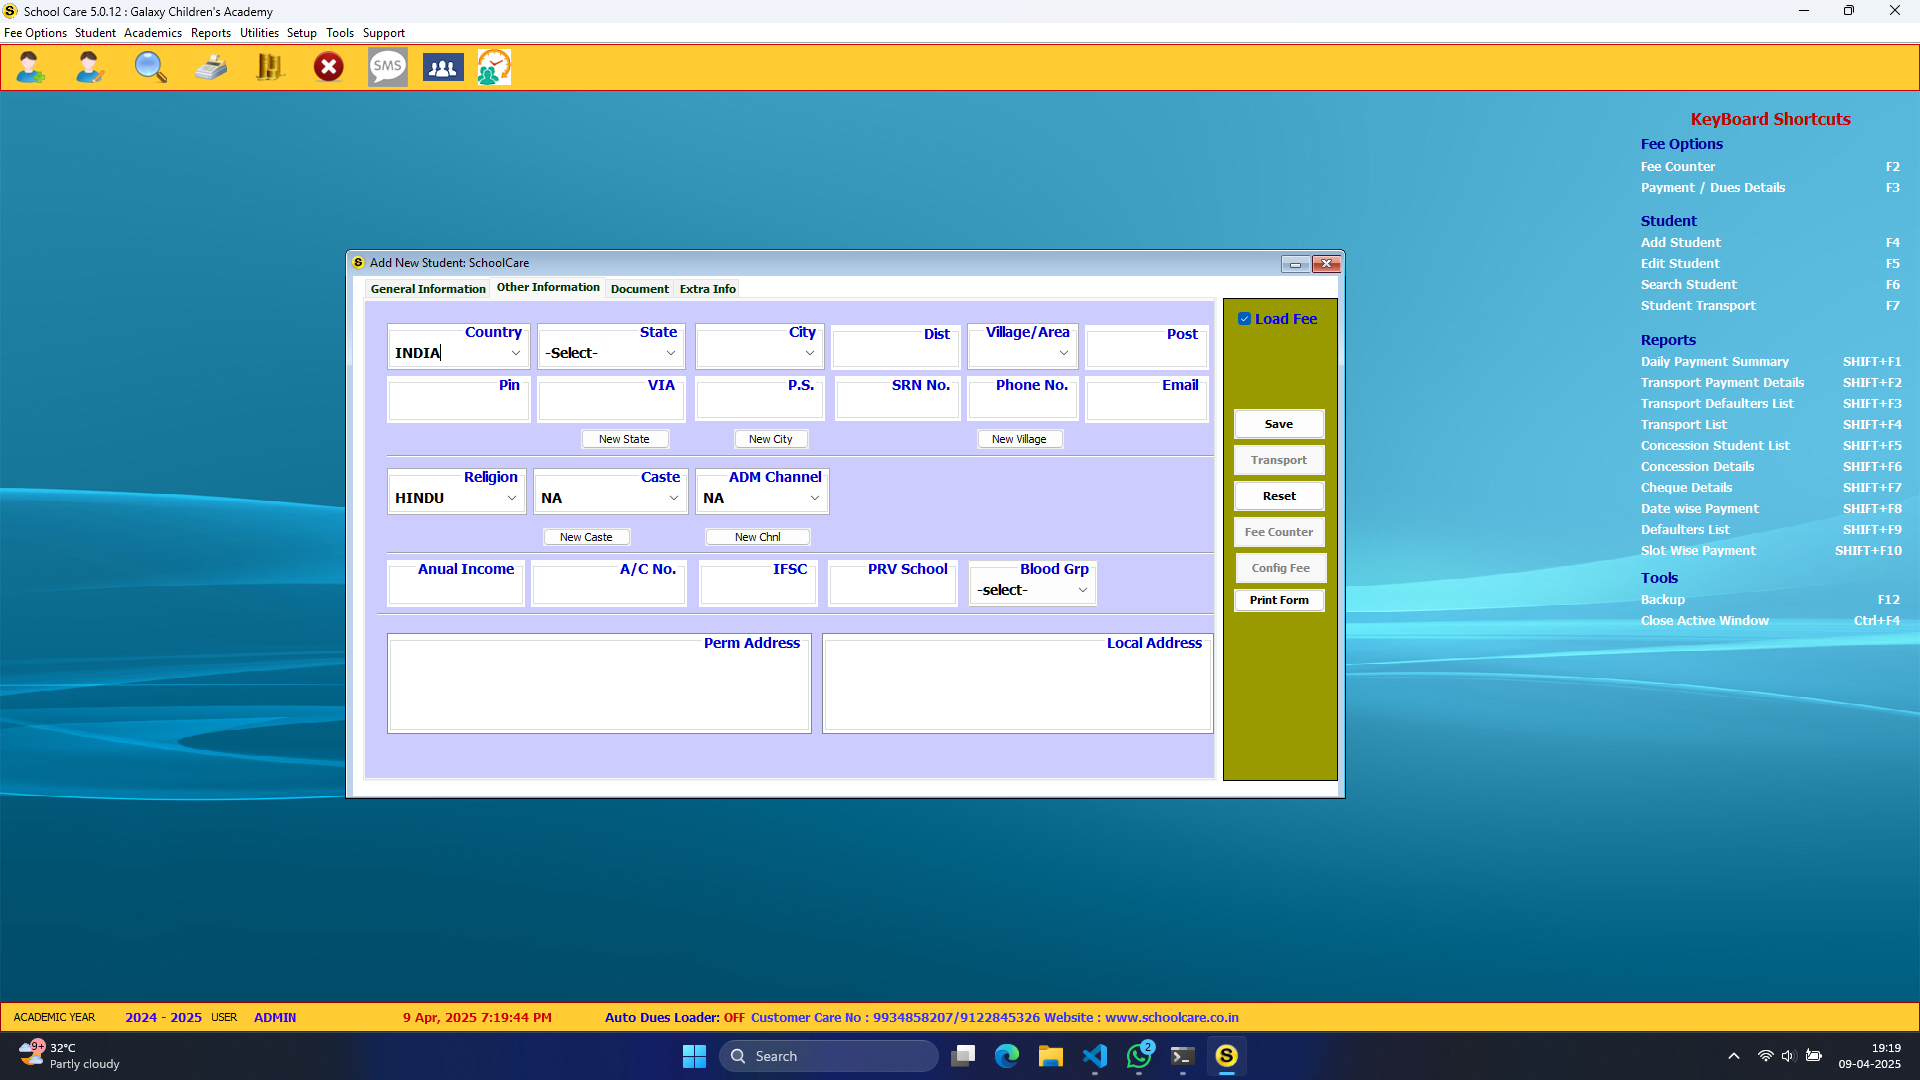 School Care 5.0.12 : Galaxy Children's Academy
Fee Options Student Academics Reports Utilities Setup Tools Support
SMS
KeyBoard Shortcuts
Fee Options
Fee Counter F2
Payment / Dues Details F3
Student
Add Student F4
Edit Student F5
Search Student F6
Student Transport F7
Reports
Daily Payment Summary SHIFT+F1
Transport Payment Details SHIFT+F2
Transport Defaulters List SHIFT+F3
Transport List SHIFT+F4
Concession Student List SHIFT+F5
Concession Details SHIFT+F6
Cheque Details SHIFT+F7
Date wise Payment SHIFT+F8
Defaulters List SHIFT+F9
Slot Wise Payment SHIFT+F10
Tools
Backup F12
Close Active Window Ctrl+F4
S Add New Student: SchoolCare
General Information Other Information Document Extra Info
Country State City Dist Village/Area Post
INDIA -Select-
Pin VIA P.S. SRN No. Phone No. Email
New State New City New Village
Religion Caste ADM Channel
HINDU NA NA
New Caste New Chnl
Anual Income A/C No. IFSC PRV School Blood Grp
-select-
Perm Address Local Address
Load Fee
Save
Transport
Reset
Fee Counter
Config Fee
Print Form
ACADEMIC YEAR 2024 - 2025 USER ADMIN 9 Apr, 2025 7:19:44 PM Auto Dues Loader: OFF Customer Care No : 9934858207/9122845326 Website : www.schoolcare.co.in
9+ 32°C
Partly cloudy
Search
2
S
19:19
09-04-2025